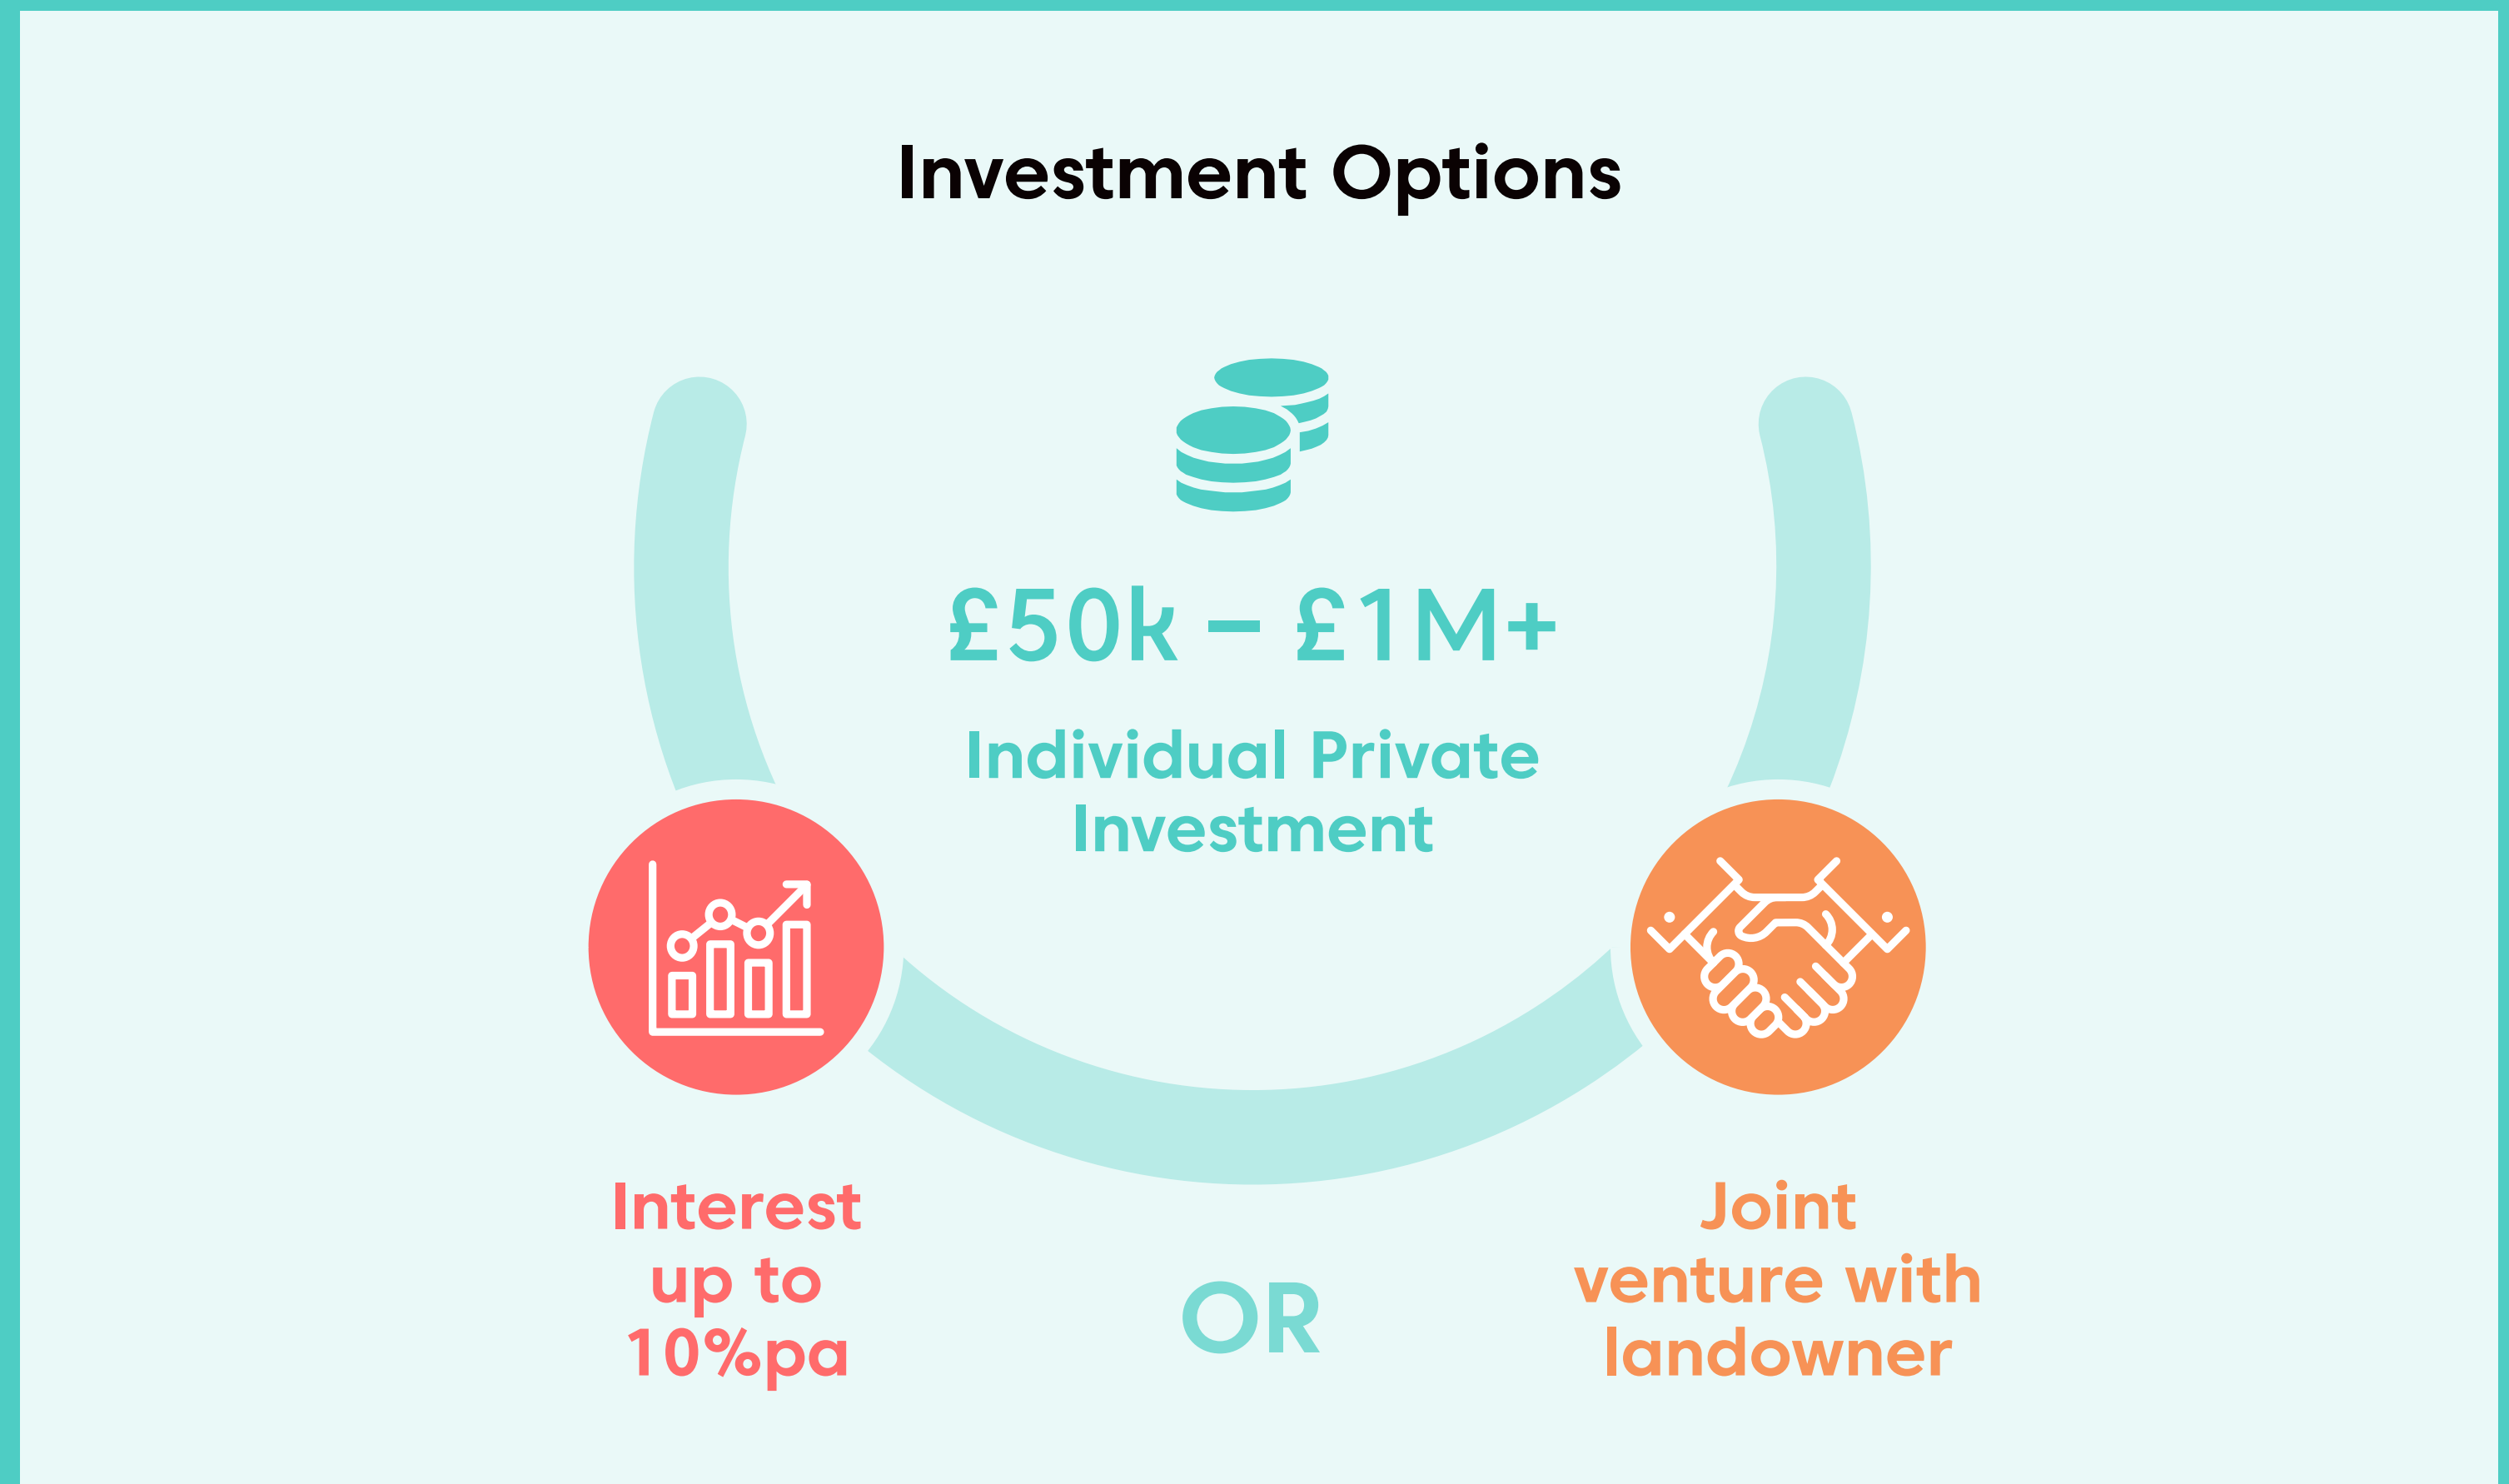 Investment Options
£50k – £1M+
Individual Private
Investment
Interest
up to
10%pa
OR
Joint
venture with
landowner